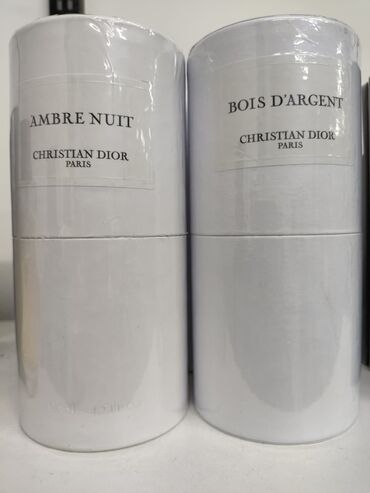 AMBRE NUIT
CHRISTIAN DIOR
PARIS
BOIS D'ARGENT
CHRISTIAN DIOR
PARIS